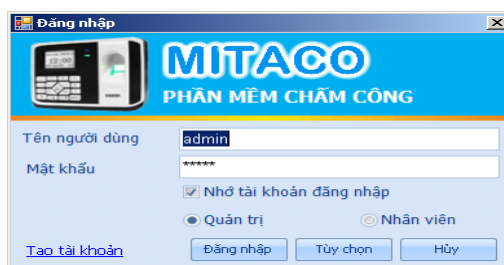 Đăng nhập
MITACO
PHẦN MỀM CHẤM CÔNG
Tên người dùng admin
Mật khẩu *****
Nhớ tài khoản đăng nhập
Quản trị Nhân viên
Tạo tài khoản Đăng nhập Tùy chọn Hủy